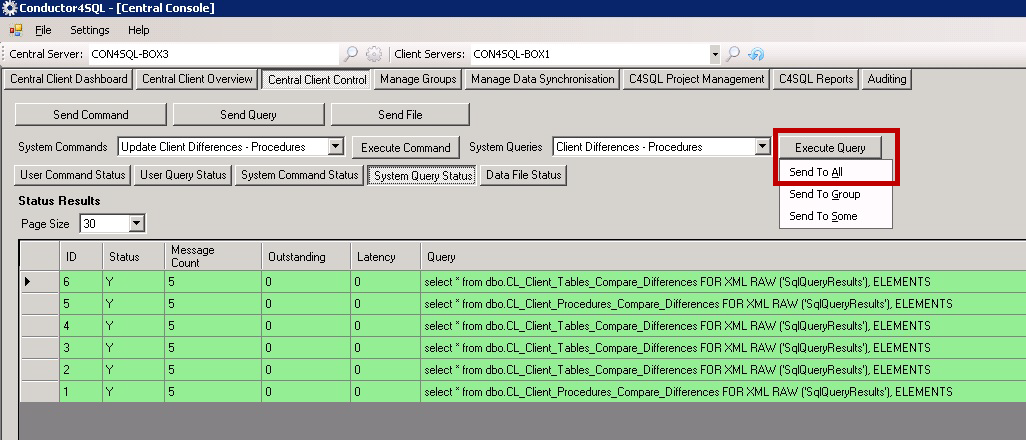 Conductor4SQL - [Central Console]
File Settings Help
Central Server: CON4SQL-BOX3 Client Servers: CON4SQL-BOX1
Central Client Dashboard Central Client Overview Central Client Control Manage Groups Manage Data Synchronisation C4SQL Project Management C4SQL Reports Auditing
Send Command Send Query Send File
System Commands Update Client Differences - Procedures Execute Command System Queries Client Differences - Procedures Execute Query
User Command Status User Query Status System Command Status System Query Status Data File Status Send To All
Send To Group
Send To Some
Status Results
Page Size 30
ID Status Message Count Outstanding Latency Query
6 Y 5 0 0 select * from dbo.CL_Client_Tables_Compare_Differences FOR XML RAW ('SqlQueryResults'), ELEMENTS
5 Y 5 0 0 select * from dbo.CL_Client_Procedures_Compare_Differences FOR XML RAW ('SqlQueryResults'), ELEMENTS
4 Y 5 0 0 select * from dbo.CL_Client_Tables_Compare_Differences FOR XML RAW ('SqlQueryResults'), ELEMENTS
3 Y 5 0 0 select * from dbo.CL_Client_Tables_Compare_Differences FOR XML RAW ('SqlQueryResults'), ELEMENTS
2 Y 5 0 0 select * from dbo.CL_Client_Tables_Compare_Differences FOR XML RAW ('SqlQueryResults'), ELEMENTS
1 Y 5 0 0 select * from dbo.CL_Client_Procedures_Compare_Differences FOR XML RAW ('SqlQueryResults'), ELEMENTS